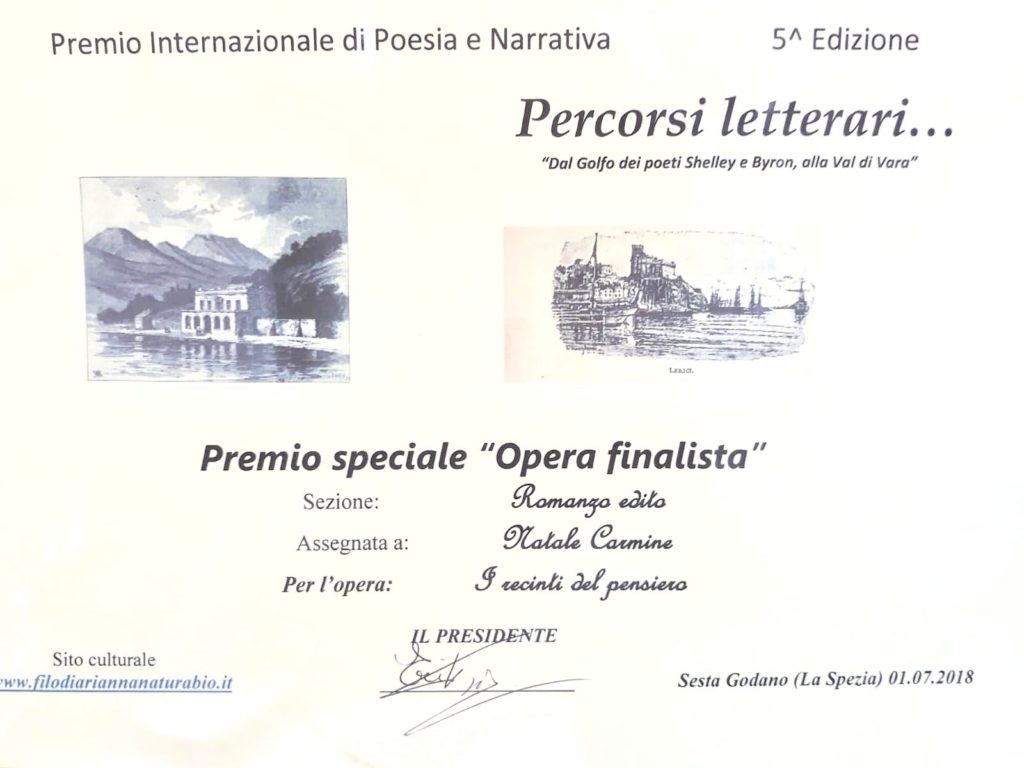 Premio Internazionale di Poesia e Narrativa 5^ Edizione
Percorsi letterari...
“Dal Golfo dei poeti Shelley e Byron, alla Val di Vara”
LERICI.
Premio speciale “Opera finalista”
Sezione: Romanzo edito
Assegnata a: Natale Carmine
Per l’opera: I recinti del pensiero
IL PRESIDENTE
Sito culturale
www.filodiariannanaturabio.it
Sesta Godano (La Spezia) 01.07.2018